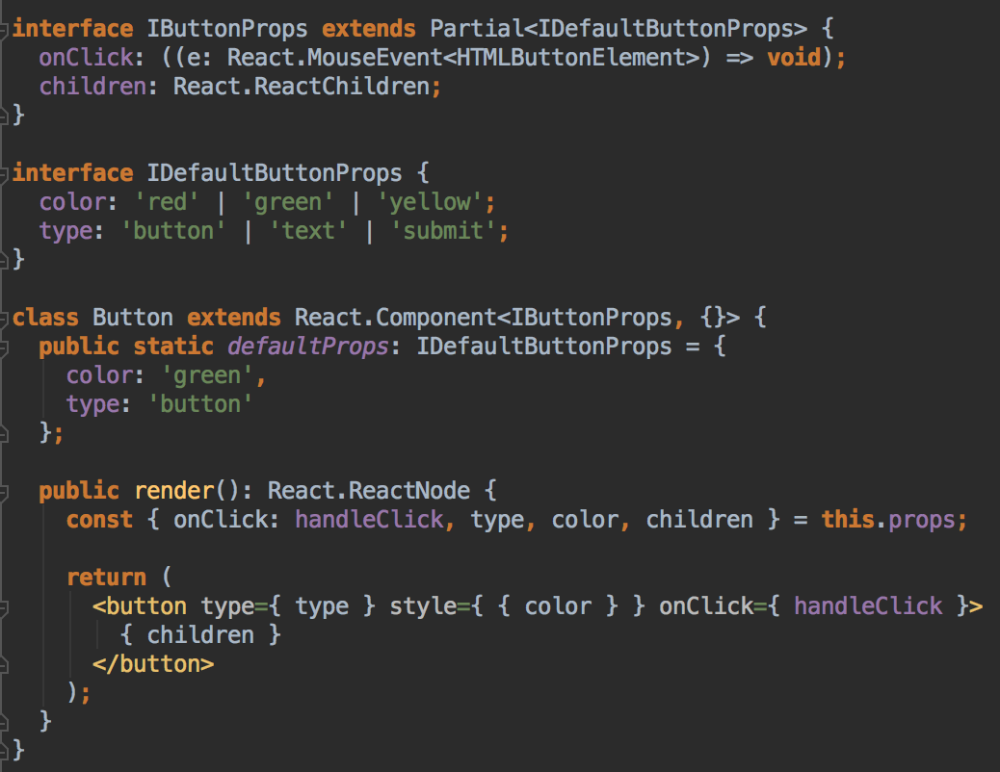 interface IButtonProps extends Partial<IDefaultButtonProps> {
  onClick: ((e: React.MouseEvent<HTMLButtonElement>) => void);
  children: React.ReactChildren;
}

interface IDefaultButtonProps {
  color: 'red' | 'green' | 'yellow';
  type: 'button' | 'text' | 'submit';
}

class Button extends React.Component<IButtonProps, {}> {
  public static defaultProps: IDefaultButtonProps = {
    color: 'green',
    type: 'button'
  };

  public render(): React.ReactNode {
    const { onClick: handleClick, type, color, children } = this.props;

    return (
      <button type={ type } style={ { color } } onClick={ handleClick }>
        { children }
      </button>
    );
  }
}